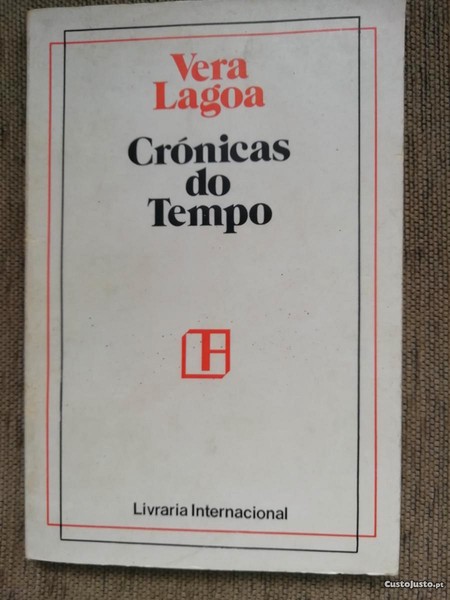 Vera
Lagoa
Crónicas
do
Tempo
Livraria Internacional
CustoJusto.pt